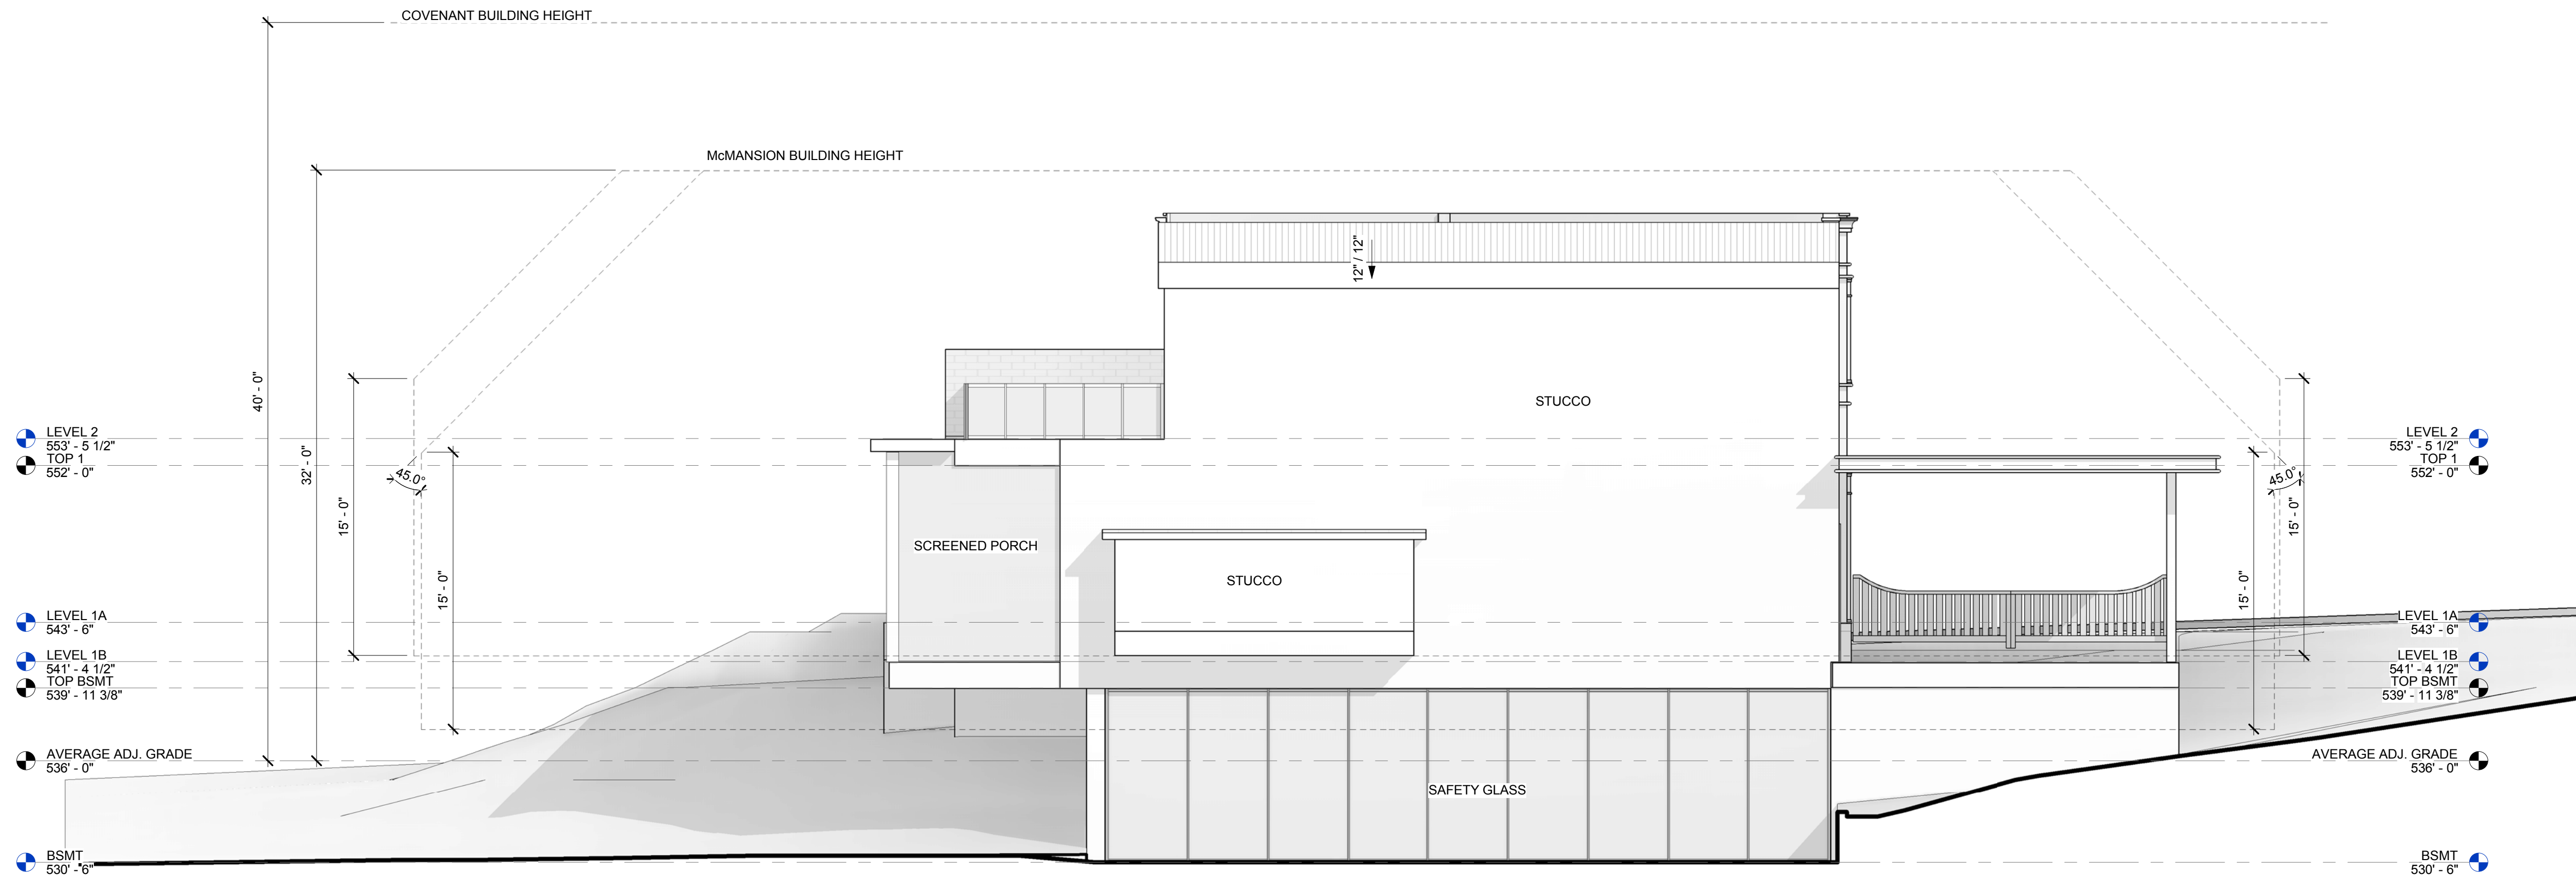 COVENANT BUILDING HEIGHT
McMANSION BUILDING HEIGHT
12" / 12"
40' - 0"
STUCCO
LEVEL 2
553' - 5 1/2"
TOP 1
552' - 0"
32' - 0"
45.0°
15' - 0"
15' - 0"
SCREENED PORCH
STUCCO
LEVEL 2
553' - 5 1/2"
TOP 1
552' - 0"
45.0°
15' - 0"
15' - 0"
LEVEL 1A
543' - 6"
LEVEL 1B
541' - 4 1/2"
TOP BSMT
539' - 11 3/8"
LEVEL 1A
543' - 6"
LEVEL 1B
541' - 4 1/2"
TOP BSMT
539' - 11 3/8"
AVERAGE ADJ. GRADE
536' - 0"
SAFETY GLASS
AVERAGE ADJ. GRADE
536' - 0"
BSMT
530' - 6"
BSMT
530' - 6"